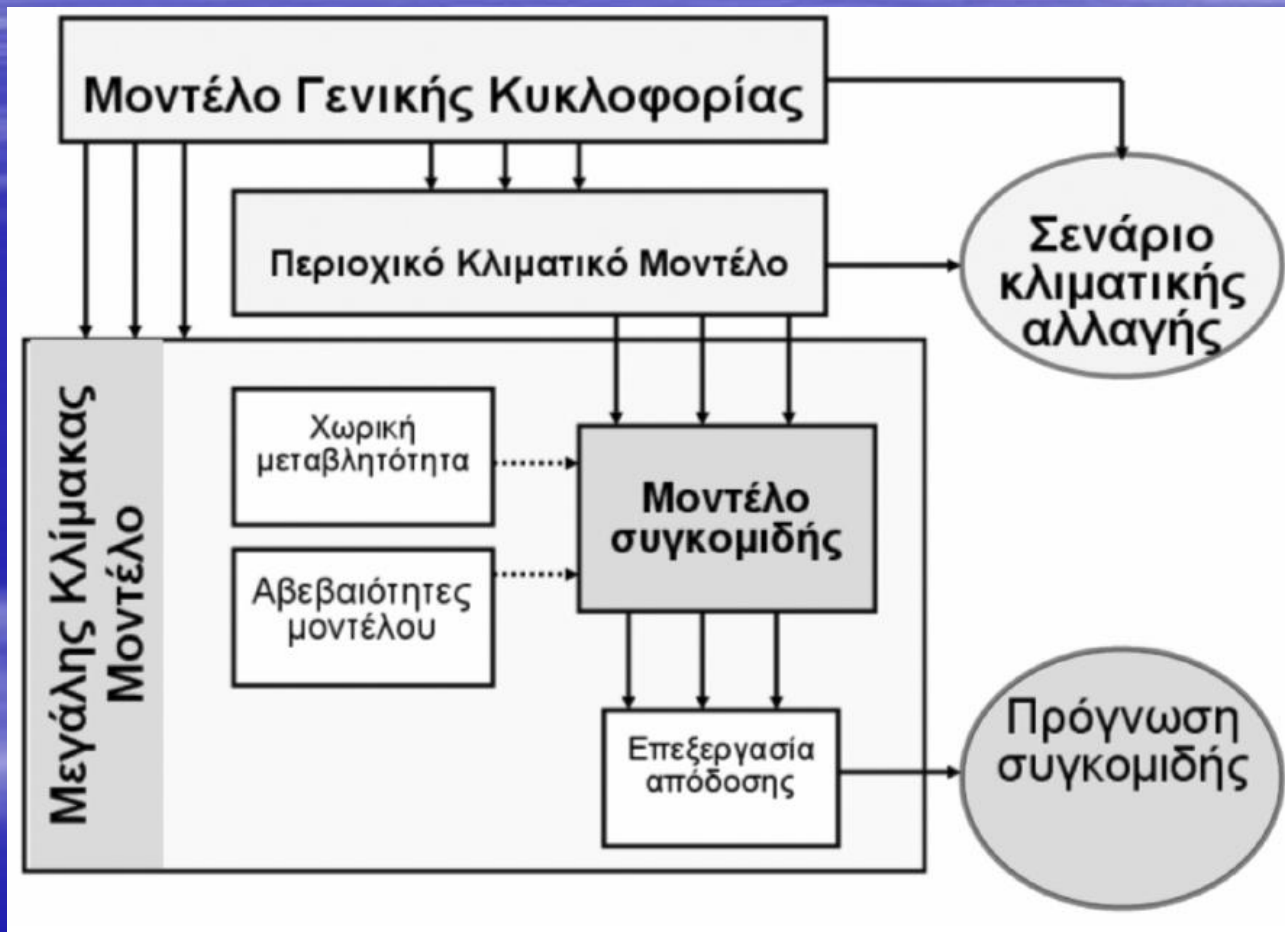 Μοντέλο Γενικής Κυκλοφορίας
Περιοχικό Κλιματικό Μοντέλο
Σενάριο
κλιματικής
αλλαγής
Μεγάλης Κλίμακας
Μοντέλο
Χωρική
μεταβλητότητα
Μοντέλο
συγκομιδής
Αβεβαιότητες
μοντέλου
Επεξεργασία
απόδοσης
Πρόγνωση
συγκομιδής